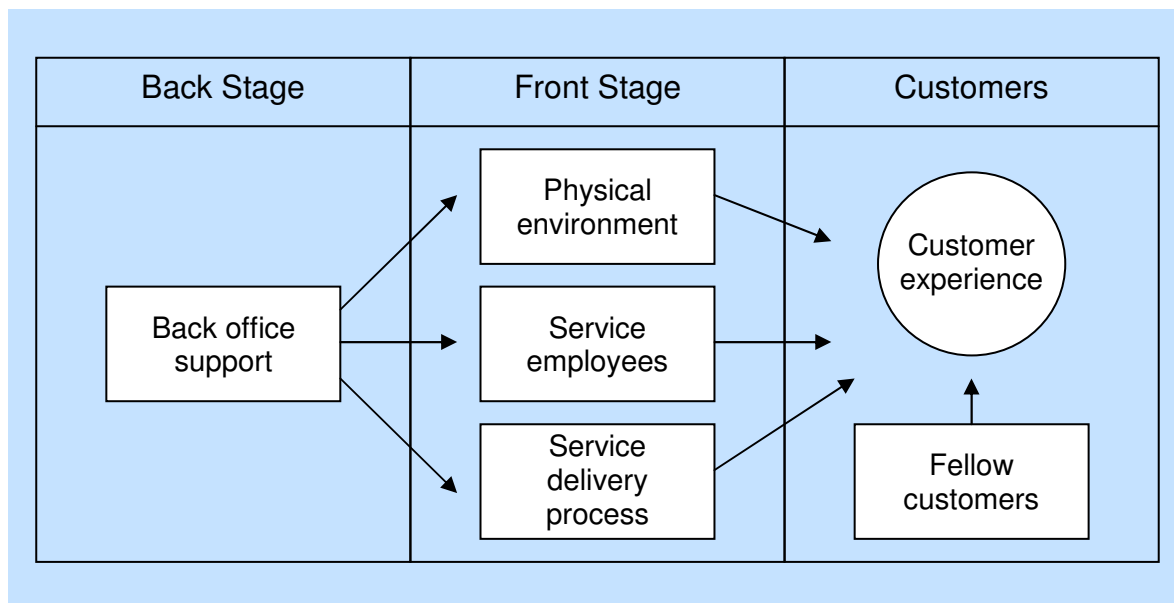 Back Stage
Front Stage
Customers
Back office
support
Physical
environment
Service
employees
Service
delivery
process
Customer
experience
Fellow
customers